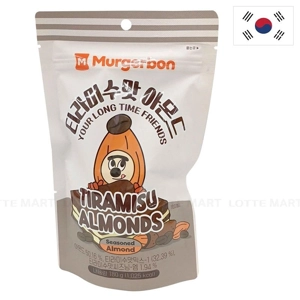 Murgerbon
티라미수맛 아몬드
YOUR LONG TIME FRIENDS
TIRAMISU
ALMONDS
Seasoned
Almond
LOTTE MART